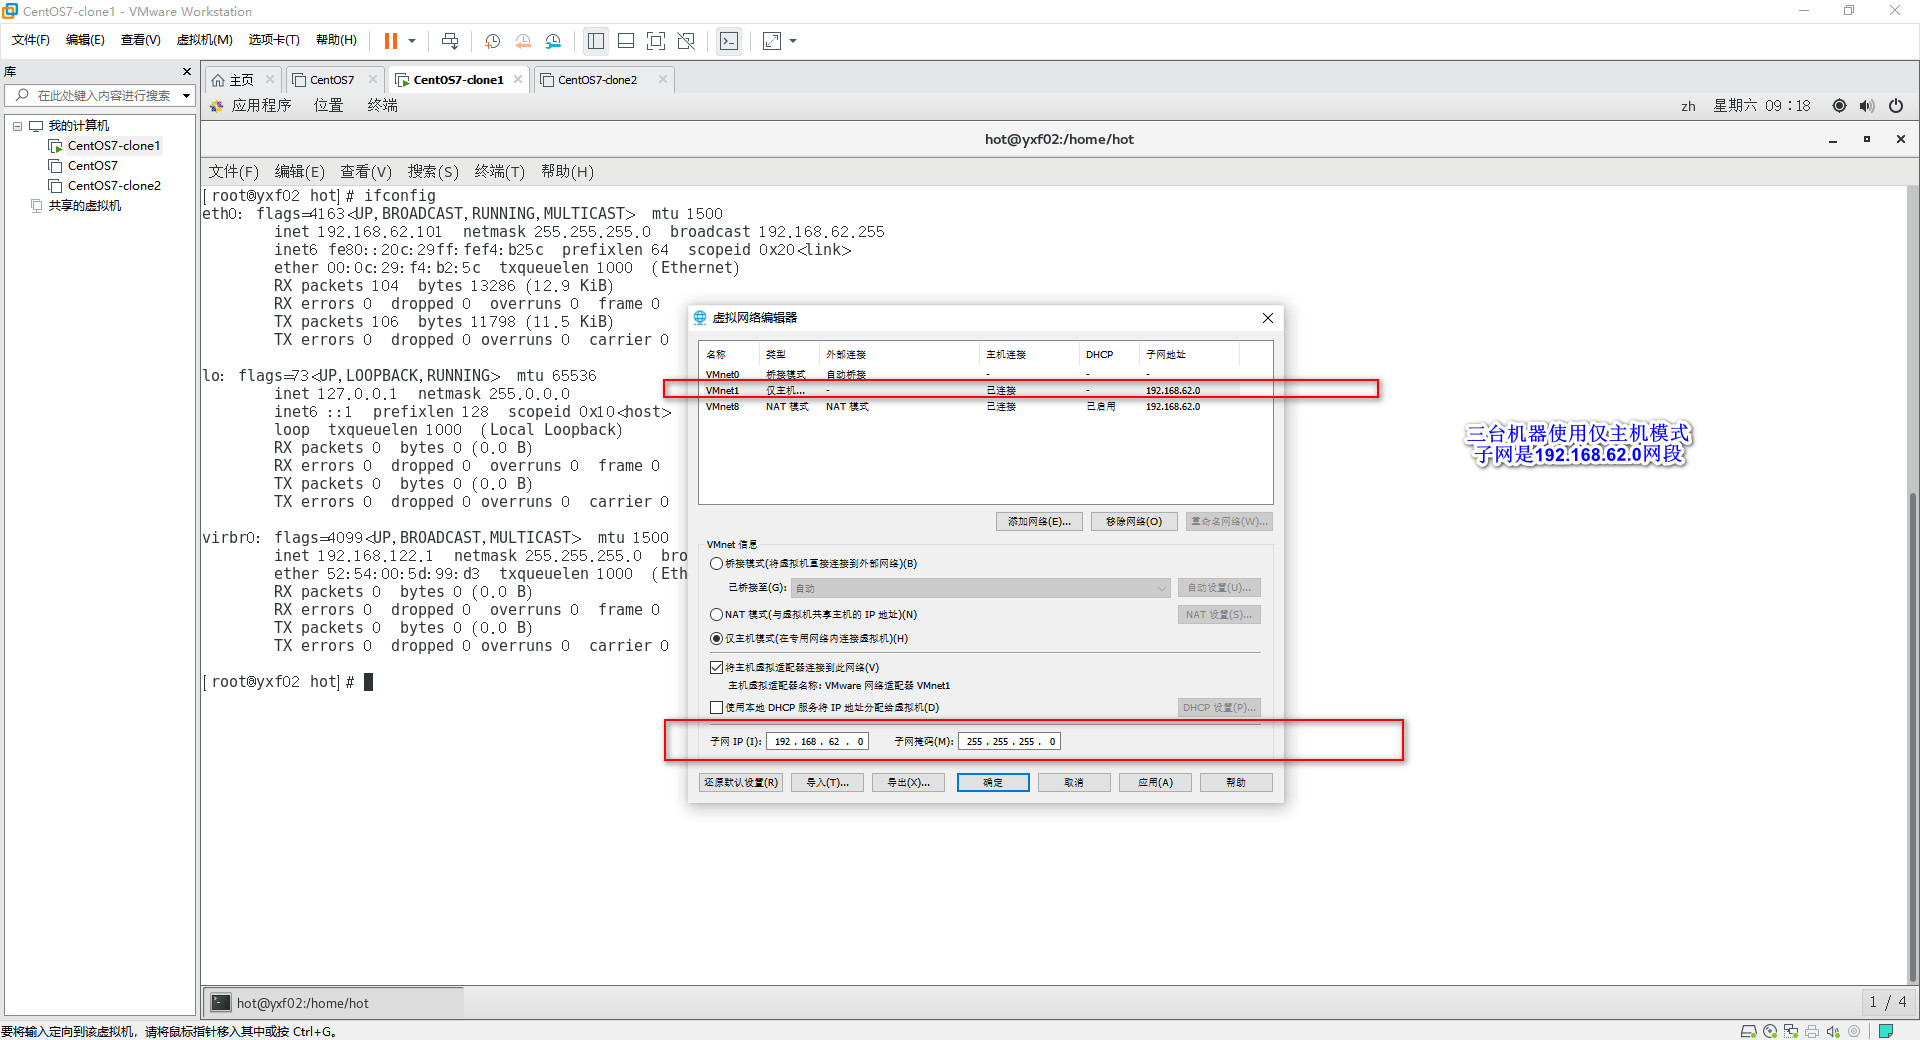 CentOS7-clone1 - VMware Workstation
文件(F) 编辑(E) 查看(V) 虚拟机(M) 选项卡(T) 帮助(H)
库
在此处键入内容进行搜索
我的计算机
CentOS7-clone1
CentOS7
CentOS7-clone2
共享的虚拟机
主页 CentOS7 CentOS7-clone1 CentOS7-clone2
应用程序 位置 终端 zh 星期六 09：18
hot@yxf02:/home/hot
文件(F) 编辑(E) 查看(V) 搜索(S) 终端(T) 帮助(H)
[root@yxf02 hot]# ifconfig
eth0: flags=4163<UP,BROADCAST,RUNNING,MULTICAST> mtu 1500
inet 192.168.62.101 netmask 255.255.255.0 broadcast 192.168.62.255
inet6 fe80::20c:29ff:fef4:b25c prefixlen 64 scopeid 0x20<link>
ether 00:0c:29:f4:b2:5c txqueuelen 1000 (Ethernet)
RX packets 104 bytes 13286 (12.9 KiB)
RX errors 0 dropped 0 overruns 0 frame 0
TX packets 106 bytes 11798 (11.5 KiB)
TX errors 0 dropped 0 overruns 0 carrier 0
lo: flags=73<UP,LOOPBACK,RUNNING> mtu 65536
inet 127.0.0.1 netmask 255.0.0.0
inet6 ::1 prefixlen 128 scopeid 0x10<host>
loop txqueuelen 1000 (Local Loopback)
RX packets 0 bytes 0 (0.0 B)
RX errors 0 dropped 0 overruns 0 frame 0
TX packets 0 bytes 0 (0.0 B)
TX errors 0 dropped 0 overruns 0 carrier 0
virbr0: flags=4099<UP,BROADCAST,MULTICAST> mtu 1500
inet 192.168.122.1 netmask 255.255.255.0 bro
ether 52:54:00:5d:99:d3 txqueuelen 1000 (Eth
RX packets 0 bytes 0 (0.0 B)
RX errors 0 dropped 0 overruns 0 frame 0
TX packets 0 bytes 0 (0.0 B)
TX errors 0 dropped 0 overruns 0 carrier 0
[root@yxf02 hot]#
虚拟网络编辑器
名称 类型 外部连接 主机连接 DHCP 子网地址
VMnet0 桥接模式 自动桥接 - - -
VMnet1 仅主机... - 已连接 - 192.168.62.0
VMnet8 NAT 模式 NAT 模式 已连接 已启用 192.168.62.0
添加网络(E)... 移除网络(O) 重命名网络(W)...
VMnet 信息
桥接模式(将虚拟机直接连接到外部网络)(B)
已桥接至(G): 自动 自动设置(U)...
NAT 模式(与虚拟机共享主机的 IP 地址)(N) NAT 设置(S)...
仅主机模式(在专用网络内连接虚拟机)(H)
将主机虚拟适配器连接到此网络(V)
主机虚拟适配器名称: VMware 网络适配器 VMnet1
使用本地 DHCP 服务将 IP 地址分配给虚拟机(D) DHCP 设置(P)...
子网 IP (I): 192 . 168 . 62 . 0 子网掩码(M): 255 . 255 . 255 . 0
还原默认设置(R) 导入(T)... 导出(X)... 确定 取消 应用(A) 帮助
三台机器使用仅主机模式
子网是192.168.62.0网段
hot@yxf02:/home/hot 1 / 4
要将输入定向到该虚拟机，请将鼠标指针移入其中或按 Ctrl+G。